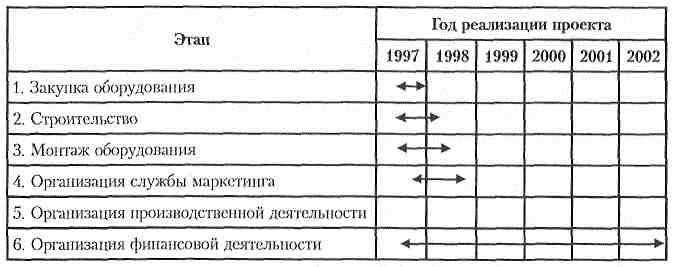 Этап
Год реализации проекта
1997 1998 1999 2000 2001 2002
1. Закупка оборудования
2. Строительство
3. Монтаж оборудования
4. Организация службы маркетинга
5. Организация производственной деятельности
6. Организация финансовой деятельности